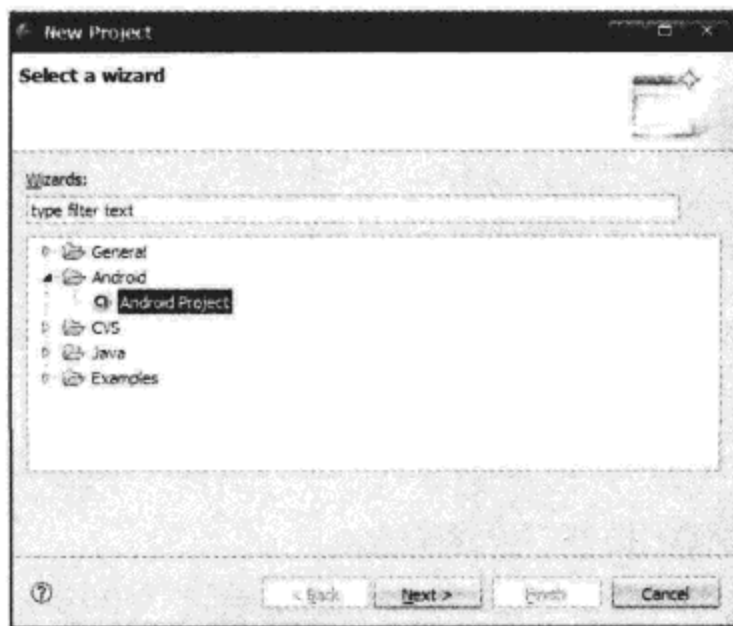 New Project
Select a wizard
Wizards:
type filter text
General
Android
Android Project
CVS
Java
Examples
< Back Next > Finish Cancel